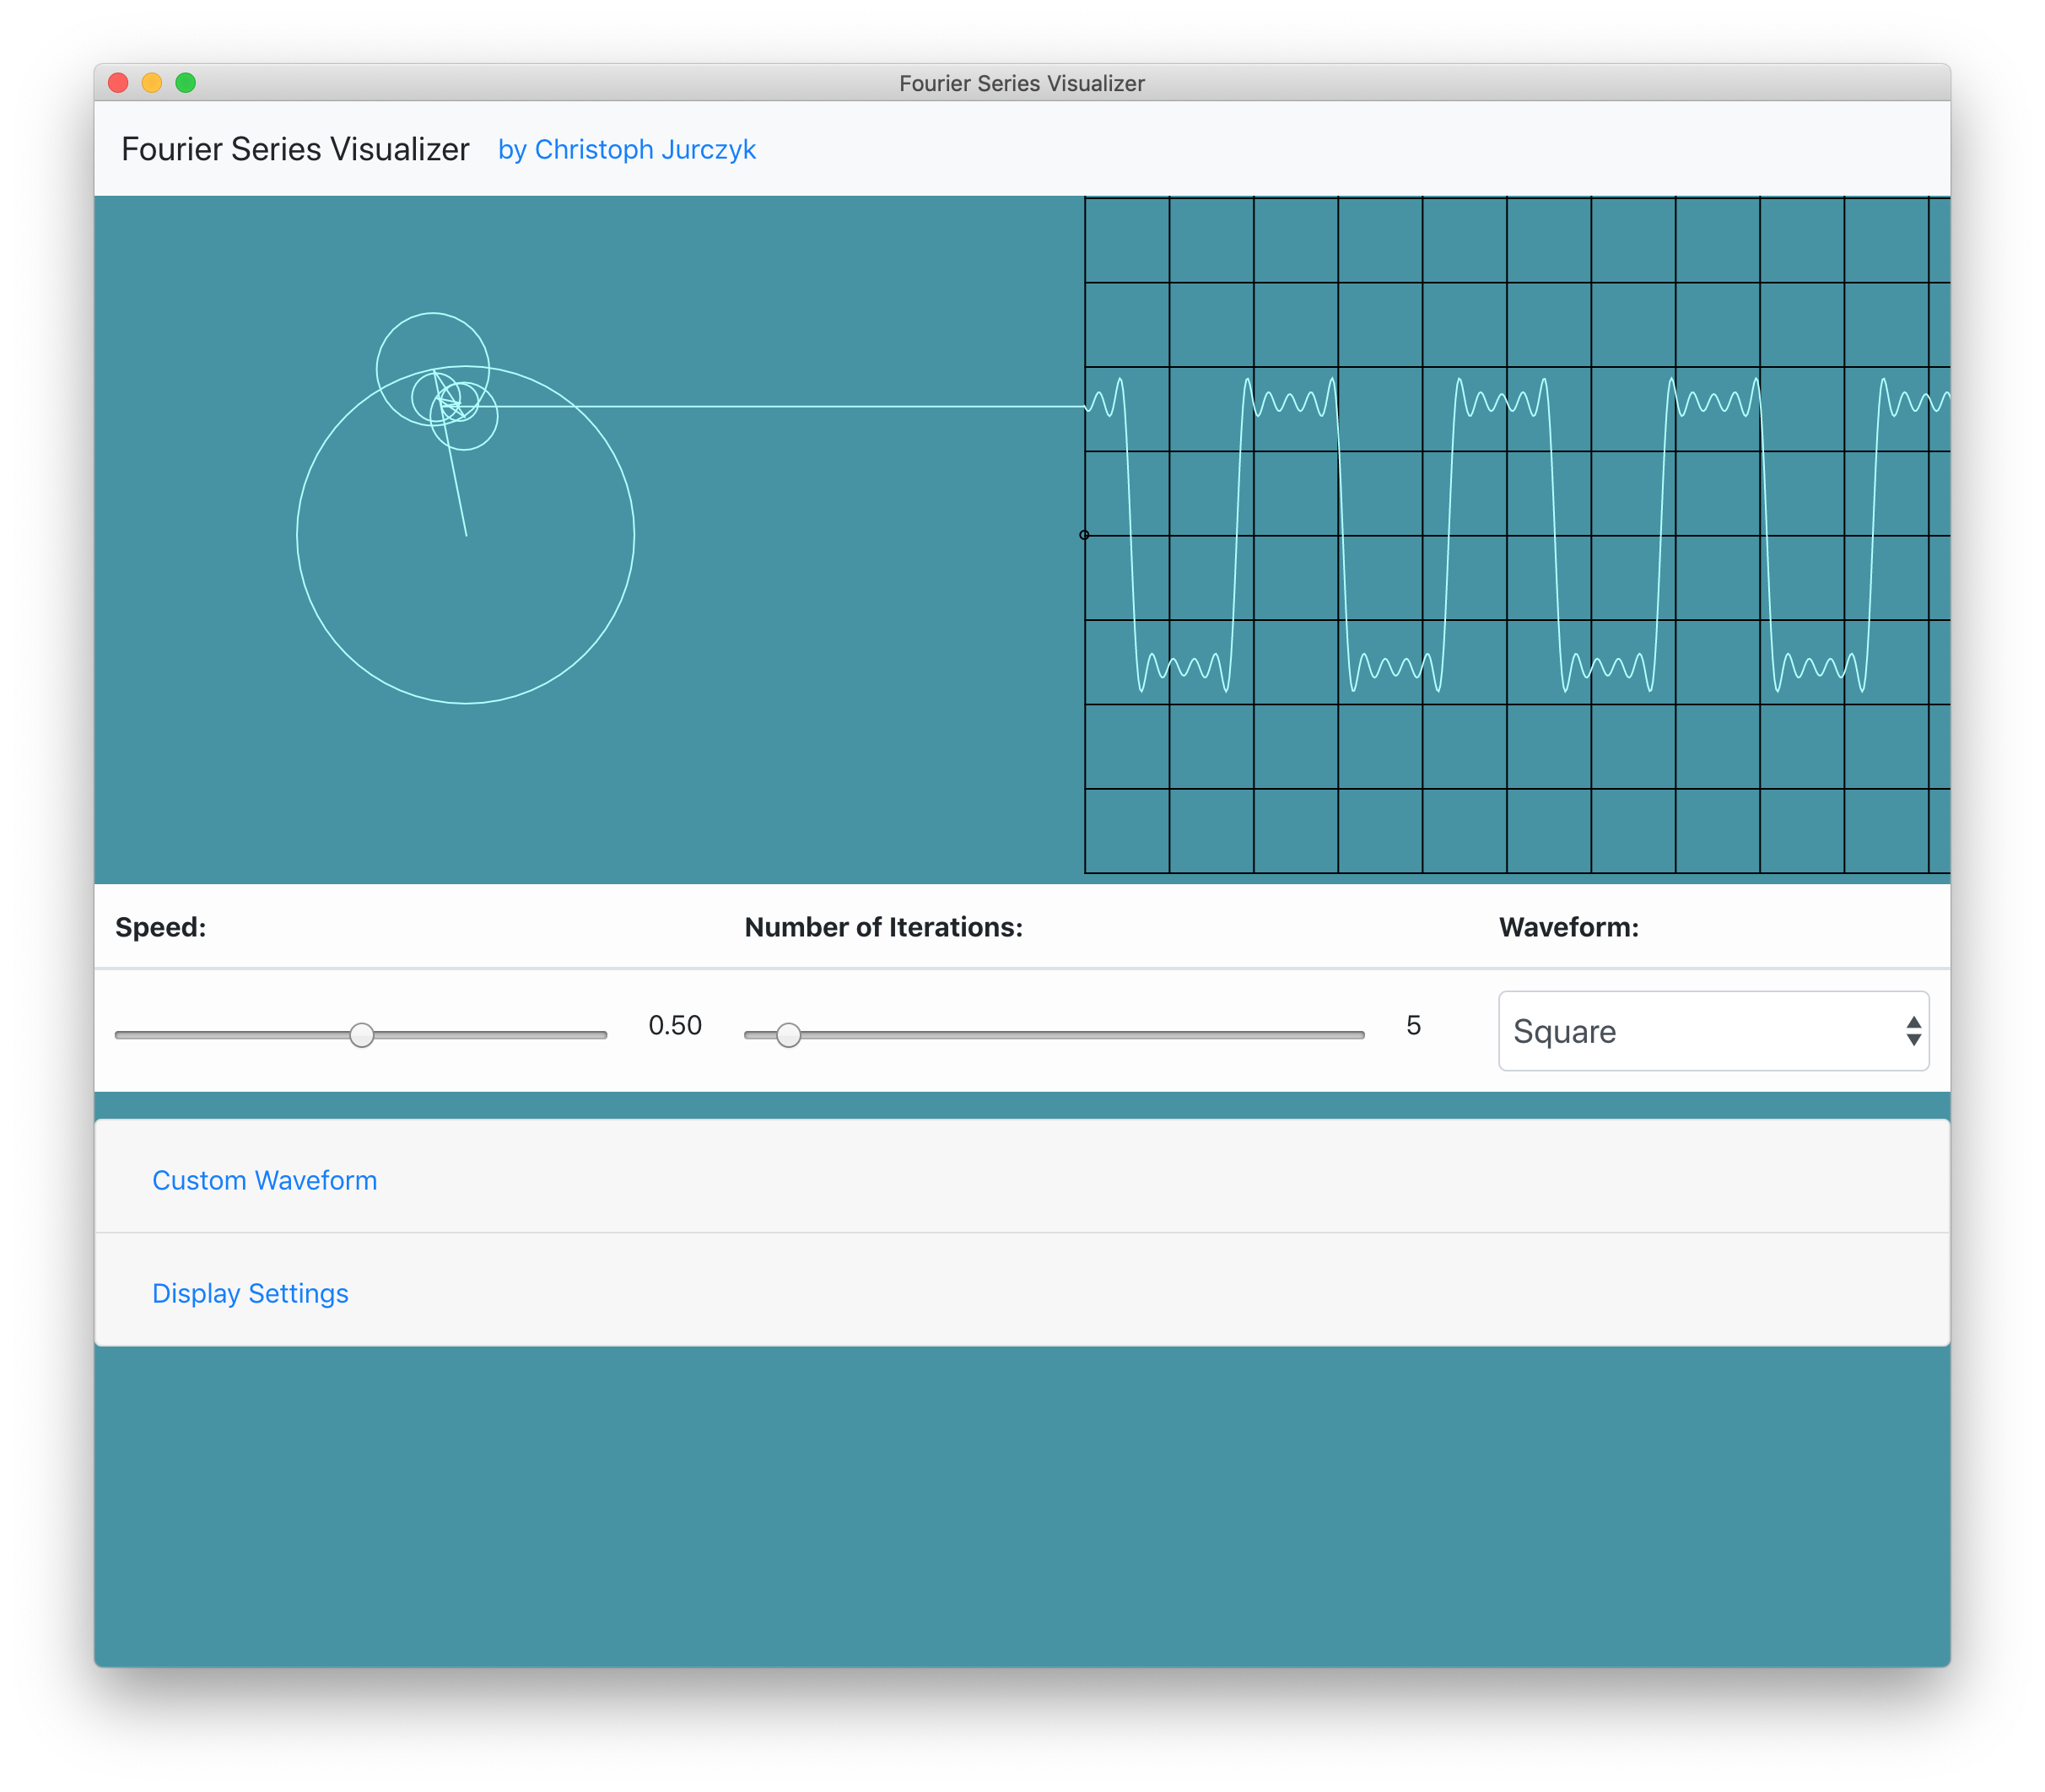 Fourier Series Visualizer
Fourier Series Visualizer by Christoph Jurczyk
Speed: Number of Iterations: Waveform:
0.50 5 Square
Custom Waveform
Display Settings